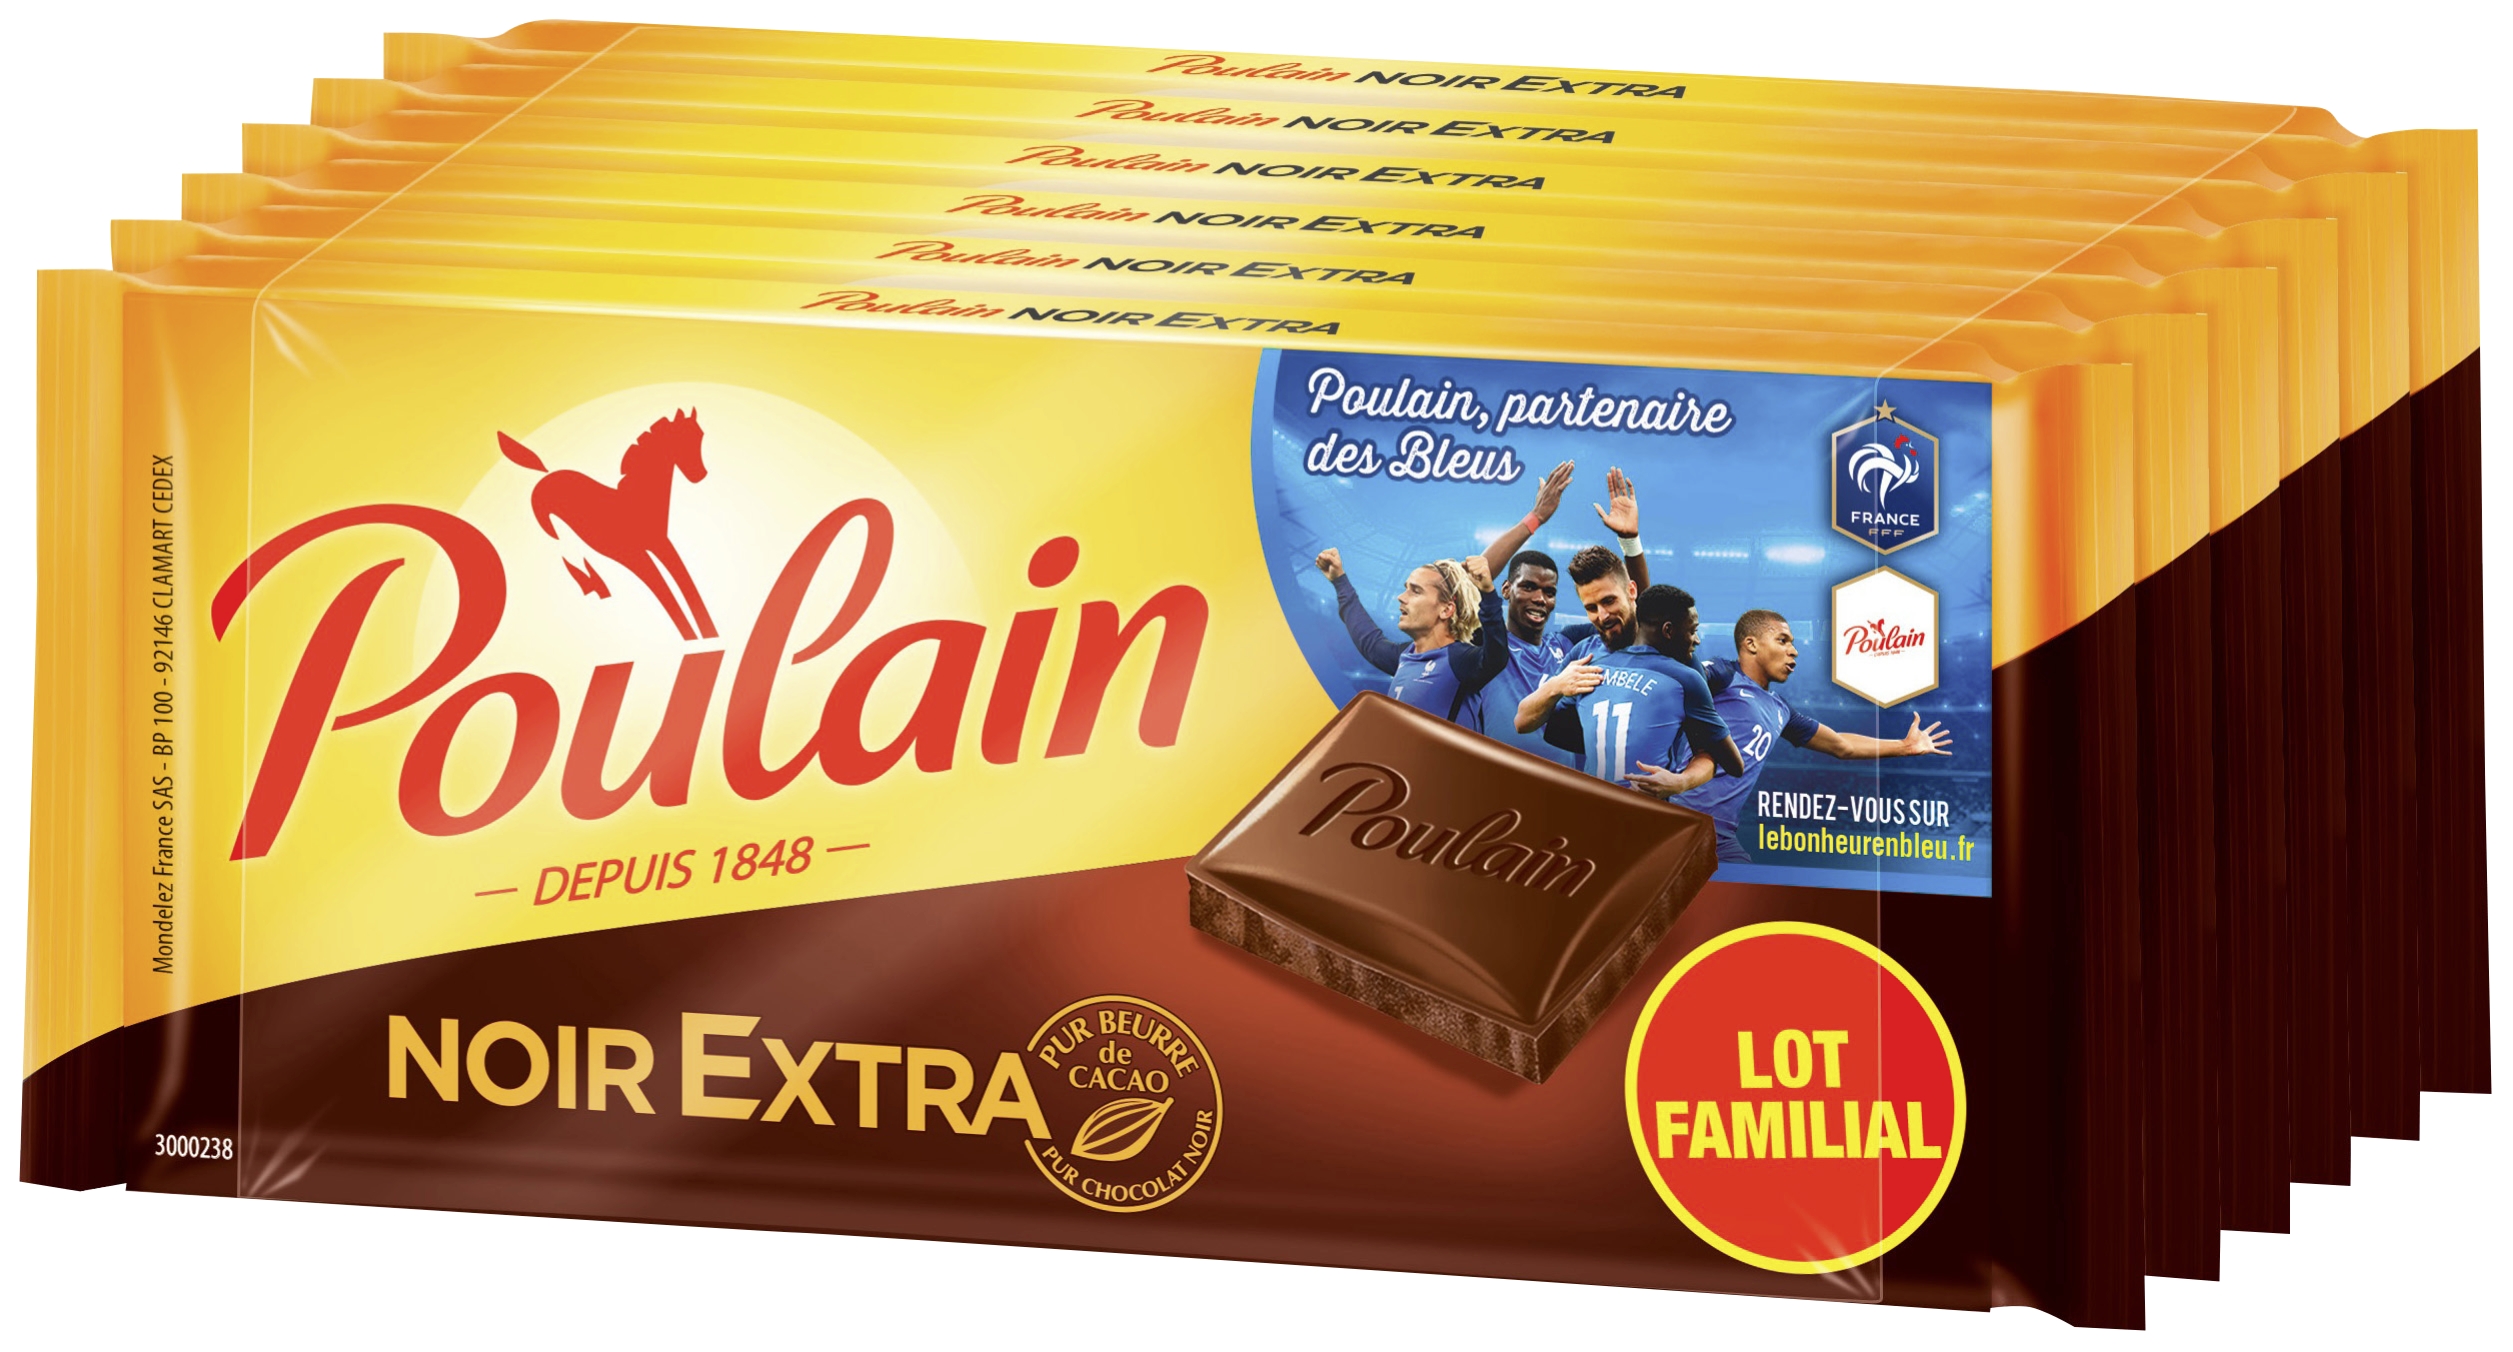 Poulain NOIR EXTRA
Poulain NOIR EXTRA
Poulain NOIR EXTRA
Poulain NOIR EXTRA
Poulain NOIR EXTRA
Poulain NOIR EXTRA
Poulain, partenaire
des Bleus
FRANCE
FFF
Poulain
DEPUIS 1848
Poulain
— DEPUIS 1848 —
MBELE
11
20
1
RENDEZ-VOUS SUR
lebonheurenbleu.fr
Poulain
Mondelez France SAS - BP 100 - 92146 CLAMART CEDEX
NOIR EXTRA
PUR BEURRE
de
CACAO
PUR CHOCOLAT NOIR
LOT
FAMILIAL
3000238